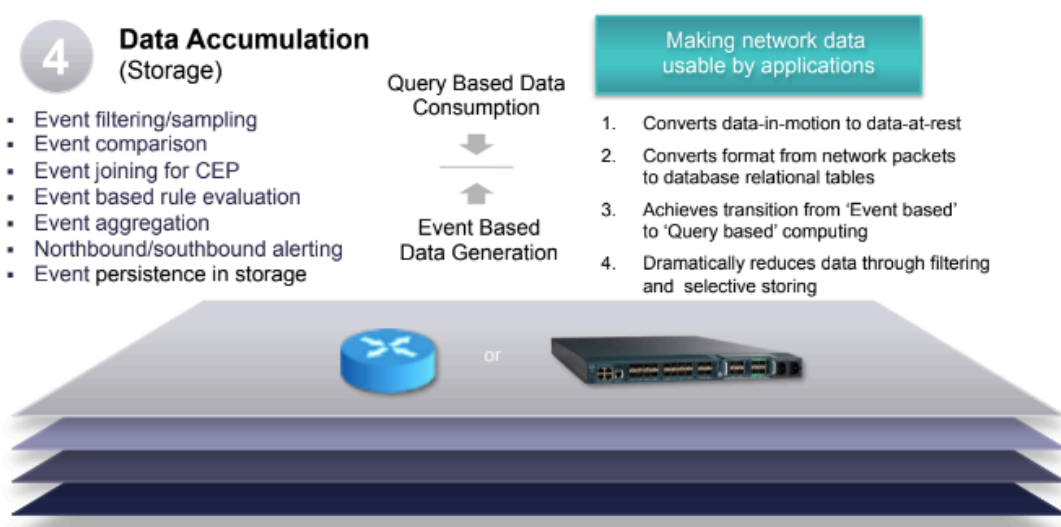 4
Data Accumulation
(Storage)
▪ Event filtering/sampling
▪ Event comparison
▪ Event joining for CEP
▪ Event based rule evaluation
▪ Event aggregation
▪ Northbound/southbound alerting
▪ Event persistence in storage
Query Based Data
Consumption
Event Based
Data Generation
Making network data
usable by applications
1. Converts data-in-motion to data-at-rest
2. Converts format from network packets
to database relational tables
3. Achieves transition from ‘Event based’
to ‘Query based’ computing
4. Dramatically reduces data through filtering
and selective storing
or